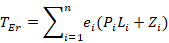 T_{Er} = \sum_{i=1}^{n} e_i(P_i L_i + Z_i)